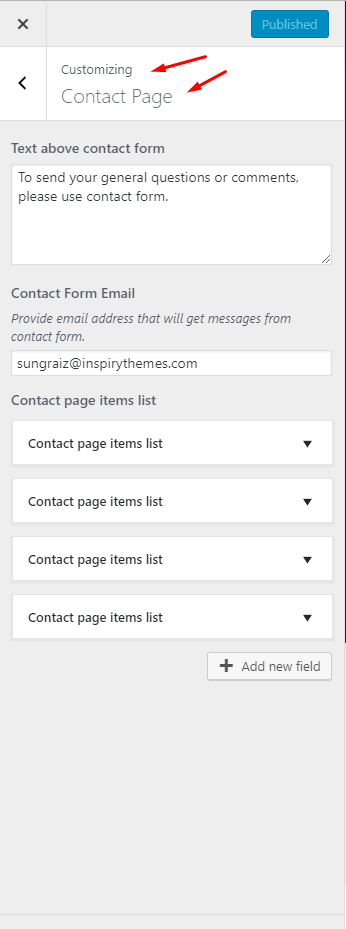 Published
Customizing
Contact Page
Text above contact form
To send your general questions or comments,
please use contact form.
Contact Form Email
Provide email address that will get messages from
contact form.
sungraiz@inspirythemes.com
Contact page items list
Contact page items list
Contact page items list
Contact page items list
Contact page items list
Add new field